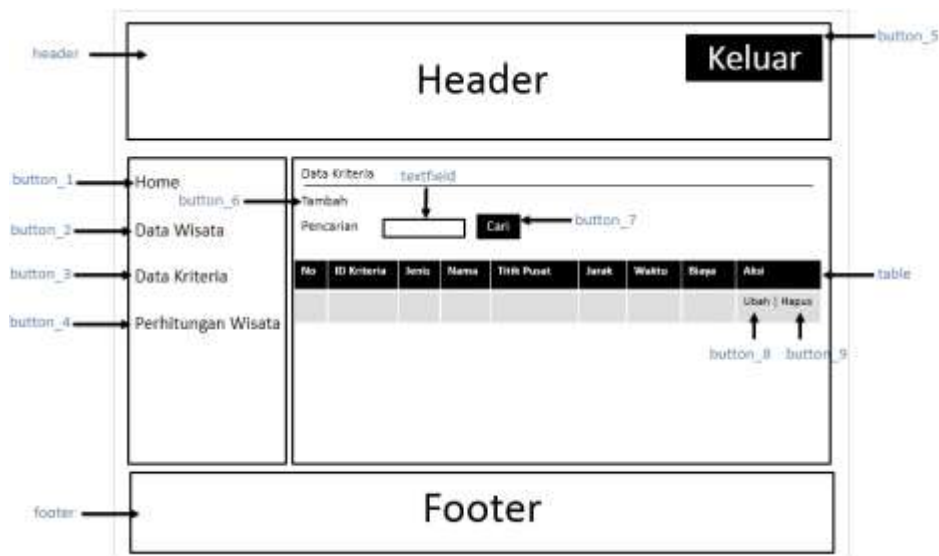 button_5
header
Header
Keluar
button_1
Home
button_2
Data Wisata
button_3
Data Kriteria
button_4
Perhitungan Wisata
Data Kriteria
textfield
button_6
Tambah
Pencarian
Cari
button_7
No ID Kriteria Jenis Nama Titik Pusat Jarak Waktu Biaya Aksi
table
Ubah | Hapus
button_8 button_9
footer
Footer